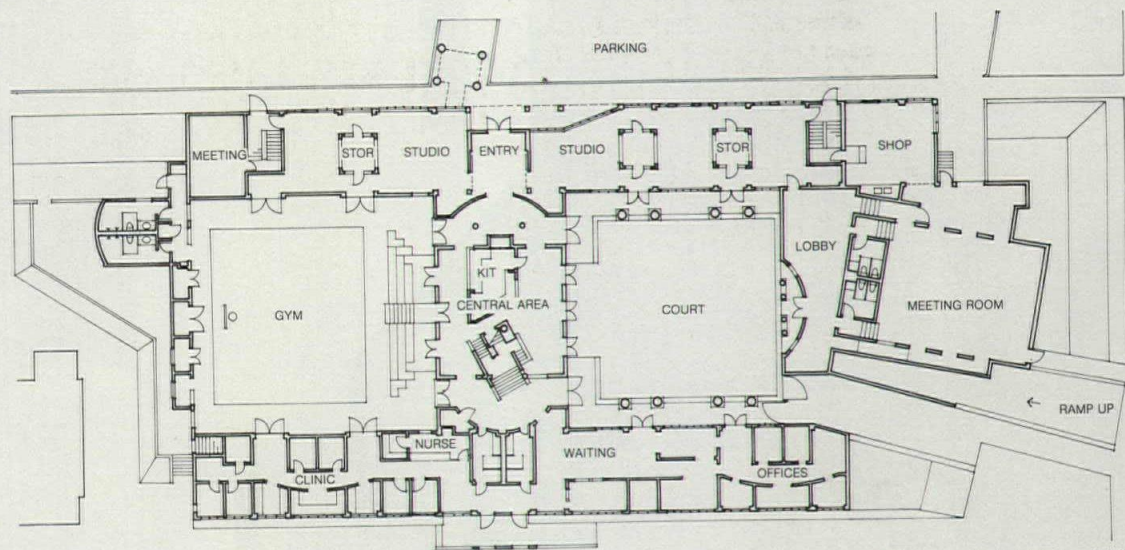 PARKING
MEETING
STOR
STUDIO
ENTRY
STUDIO
STOR
SHOP
LOBBY
KIT
CENTRAL AREA
GYM
COURT
MEETING ROOM
RAMP UP
NURSE
WAITING
CLINIC
OFFICES